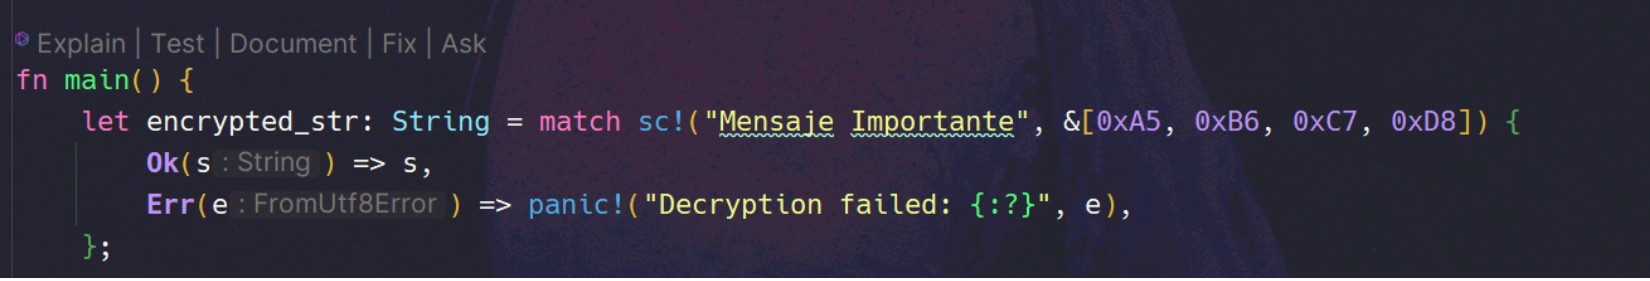 Explain | Test | Document | Fix | Ask
fn main() {
    let encrypted_str: String = match sc!("Mensaje Importante", &[0xA5, 0xB6, 0xC7, 0xD8]) {
        Ok(s : String ) => s,
        Err(e : FromUtf8Error ) => panic!("Decryption failed: {:?}", e),
    };